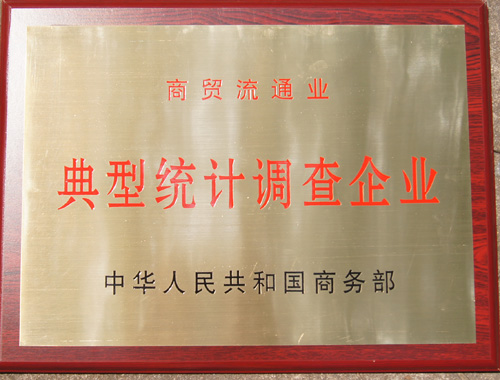 商贸流通业
典型统计调查企业
中华人民共和国商务部